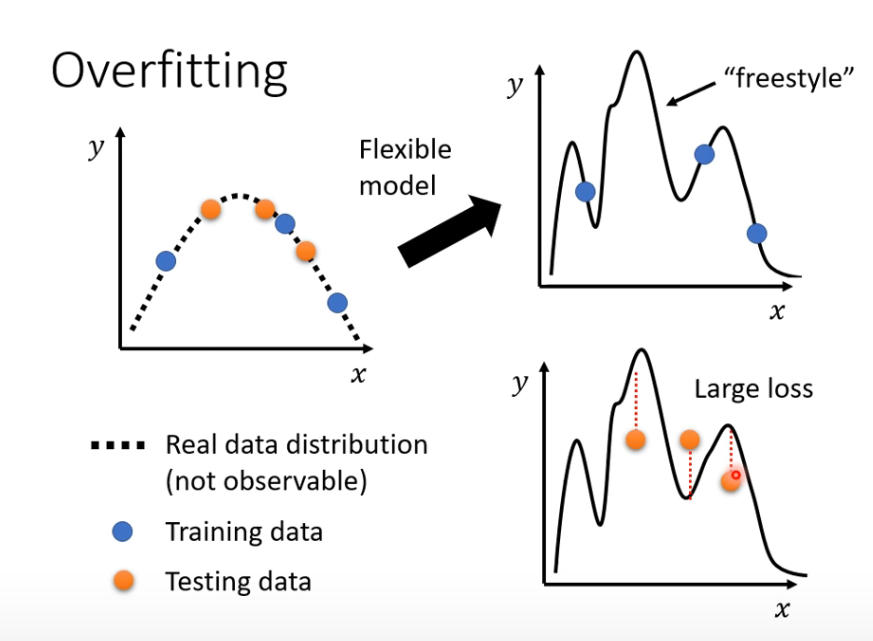 Overfitting
y
x
Flexible
model
y
"freestyle"
x
y
Large loss
x
Real data distribution
(not observable)
Training data
Testing data